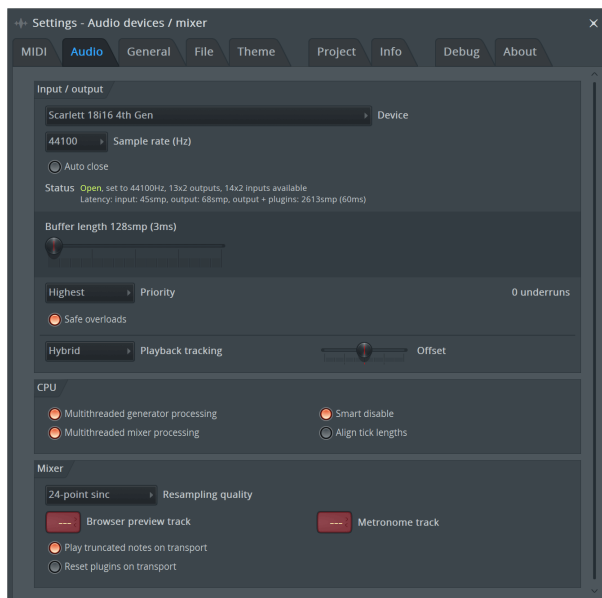 Settings - Audio devices / mixer
MIDI Audio General File Theme Project Info Debug About
Input / output
Scarlett 18i16 4th Gen Device
44100 Sample rate (Hz)
Auto close
Status Open, set to 44100Hz, 13x2 outputs, 14x2 inputs available
Latency: input: 45smp, output: 68smp, output + plugins: 2613smp (60ms)
Buffer length 128smp (3ms)
Highest Priority 0 underruns
Safe overloads
Hybrid Playback tracking Offset
CPU
Multithreaded generator processing Smart disable
Multithreaded mixer processing Align tick lengths
Mixer
24-point sinc Resampling quality
--- Browser preview track --- Metronome track
Play truncated notes on transport
Reset plugins on transport